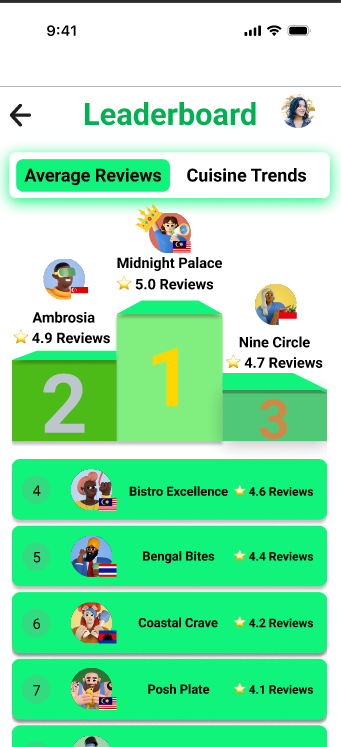 9:41
Leaderboard
Average Reviews
Cuisine Trends
Midnight Palace
5.0 Reviews
Ambrosia
4.9 Reviews
Nine Circle
4.7 Reviews
2
1
3
4 Bistro Excellence 4.6 Reviews
5 Bengal Bites 4.4 Reviews
6 Coastal Crave 4.2 Reviews
7 Posh Plate 4.1 Reviews